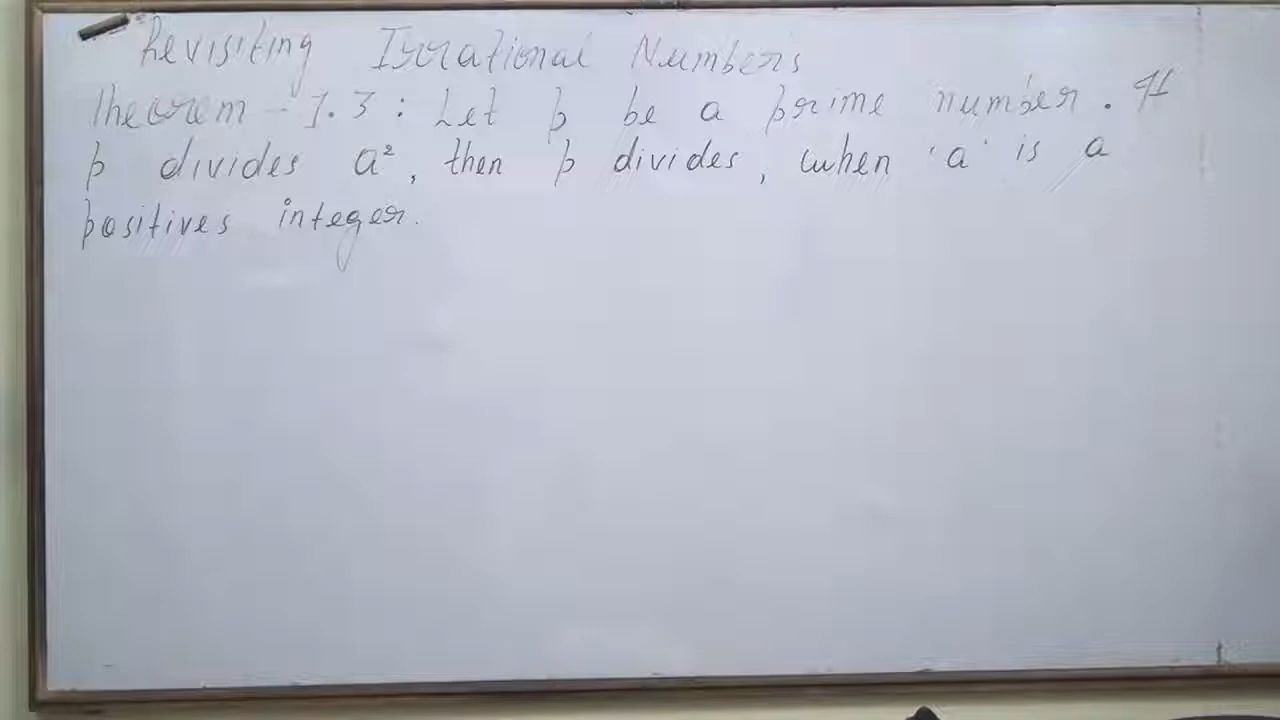 Revisiting Irrational Numbers
Theorem - 1.3 : Let p be a prime number. If
p divides a², then p divides, when 'a' is a
positives integer.